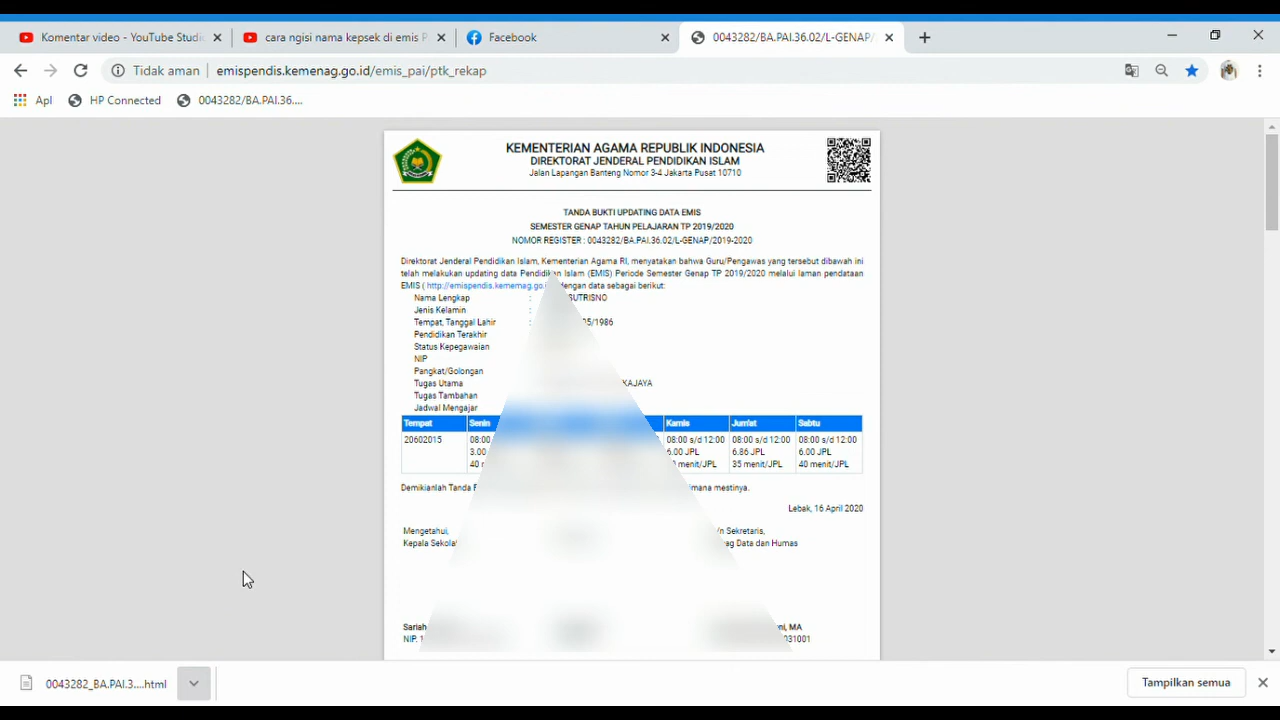 Komentar video - YouTube Studi
cara ngisi nama kepsek di emis P
Facebook
0043282/BA.PAI.36.02/L-GENAP/
Tidak aman
emispendis.kemenag.go.id/emis_pai/ptk_rekap
Apl
HP Connected
0043282/BA.PAI.36....
KEMENTERIAN AGAMA REPUBLIK INDONESIA
DIREKTORAT JENDERAL PENDIDIKAN ISLAM
Jalan Lapangan Banteng Nomor 3-4 Jakarta Pusat 10710
TANDA BUKTI UPDATING DATA EMIS
SEMESTER GENAP TAHUN PELAJARAN TP 2019/2020
NOMOR REGISTER : 0043282/BA.PAI.36.02/L-GENAP/2019-2020
Direktorat Jenderal Pendidikan Islam, Kementerian Agama RI, menyatakan bahwa Guru/Pengawas yang tersebut dibawah ini
telah melakukan updating data Pendidikan Islam (EMIS) Periode Semester Genap TP 2019/2020 melalui laman pendataan
EMIS ( http://emispendis.kememag.go. dengan data sebagai berikut:
Nama Lengkap : SUTRISNO
Jenis Kelamin :
Tempat, Tanggal Lahir : 05/1986
Pendidikan Terakhir
Status Kepegawaian
NIP
Pangkat/Golongan
Tugas Utama KAJAYA
Tugas Tambahan
Jadwal Mengajar
Tempat Senin Kamis Jum'at Sabtu
20602015 08:00 08:00 s/d 12:00 08:00 s/d 12:00 08:00 s/d 12:00
3.00 6.00 JPL 6.86 JPL 6.00 JPL
40 menit/JPL 35 menit/JPL 40 menit/JPL
Demikianlah Tanda mana mestinya.
Lebak, 16 April 2020
Mengetahui, /n Sekretaris,
Kepala Sekola ag Data dan Humas
Sariah ni, MA
NIP. 1 031001
0043282_BA.PAI.3....html
Tampilkan semua